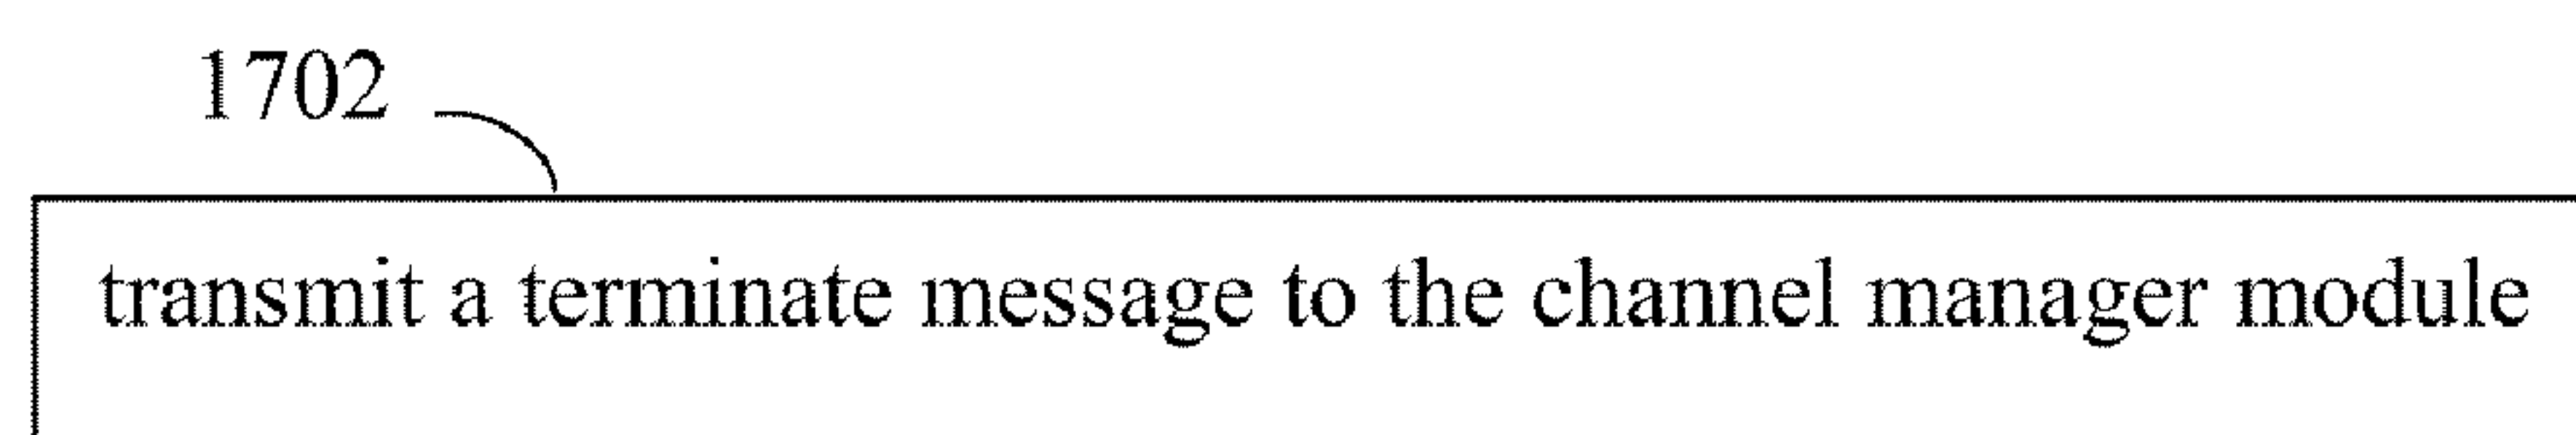 1702
transmit a terminate message to the channel manager module